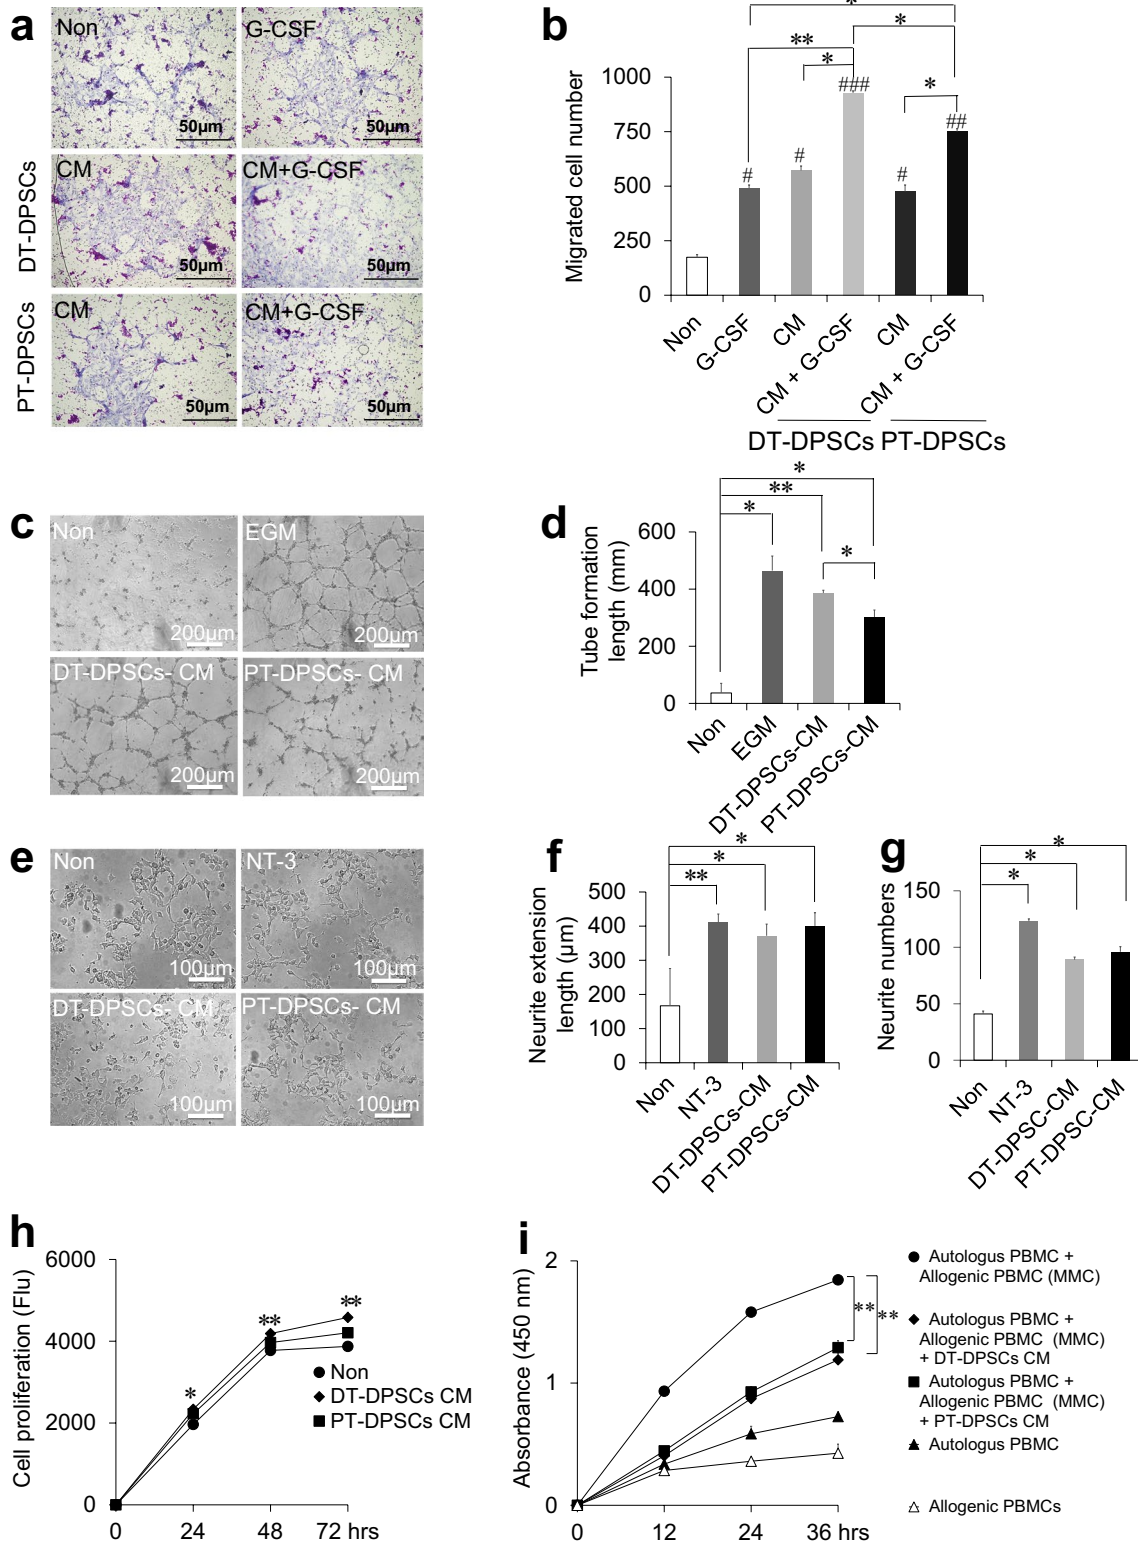 a
Non
G-CSF
50µm
50µm
DT-DPSCs
CM
CM+G-CSF
50µm
50µm
PT-DPSCs
CM
CM+G-CSF
50µm
50µm
b
*
*
**
*
*
###
##
#
#
#
Migrated cell number
1000
750
500
250
0
Non
G-CSF
CM
CM + G-CSF
CM
CM + G-CSF
DT-DPSCs
PT-DPSCs
c
Non
EGM
200µm
200µm
DT-DPSCs- CM
PT-DPSCs- CM
200µm
200µm
d
*
**
*
*
Tube formation
length (mm)
600
400
200
0
Non
EGM
DT-DPSCs-CM
PT-DPSCs-CM
e
Non
NT-3
100µm
100µm
DT-DPSCs- CM
PT-DPSCs- CM
100µm
100µm
f
*
*
**
Neurite extension
length (µm)
500
400
300
200
100
0
Non
NT-3
DT-DPSCs-CM
PT-DPSCs-CM
g
*
*
*
Neurite numbers
150
100
50
0
Non
NT-3
DT-DPSC-CM
PT-DPSC-CM
h
Cell proliferation (Flu)
6000
4000
2000
0
*
**
**
Non
DT-DPSCs CM
PT-DPSCs CM
0
24
48
72 hrs
i
Absorbance (450 nm)
2
1
0
**
**
0
12
24
36 hrs
Autologus PBMC +
Allogenic PBMC (MMC)
Autologus PBMC +
Allogenic PBMC (MMC)
+ DT-DPSCs CM
Autologus PBMC +
Allogenic PBMC (MMC)
+ PT-DPSCs CM
Autologus PBMC
Allogenic PBMCs